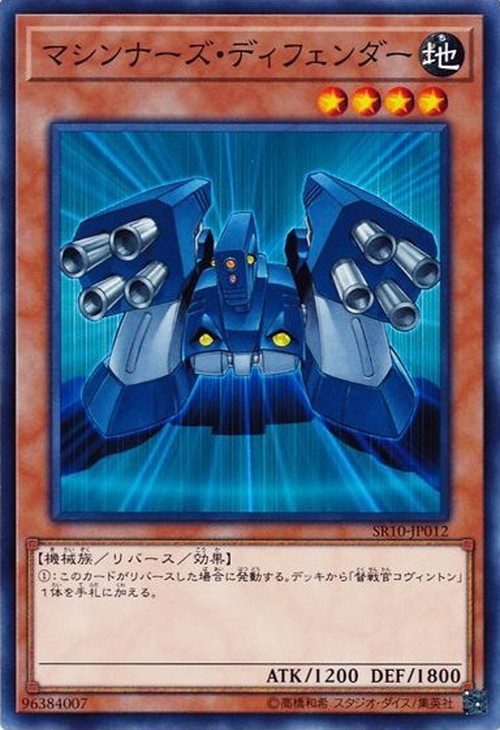 マシンナーズ・ディフェンダー
地
SR10-JP012
【機械族／リバース／効果】
①：このカードがリバースした場合に発動する。デッキから「督戦官コヴィントン」
１体を手札に加える。
ATK/1200 DEF/1800
96384007
©高橋和希 スタジオ・ダイス/集英社